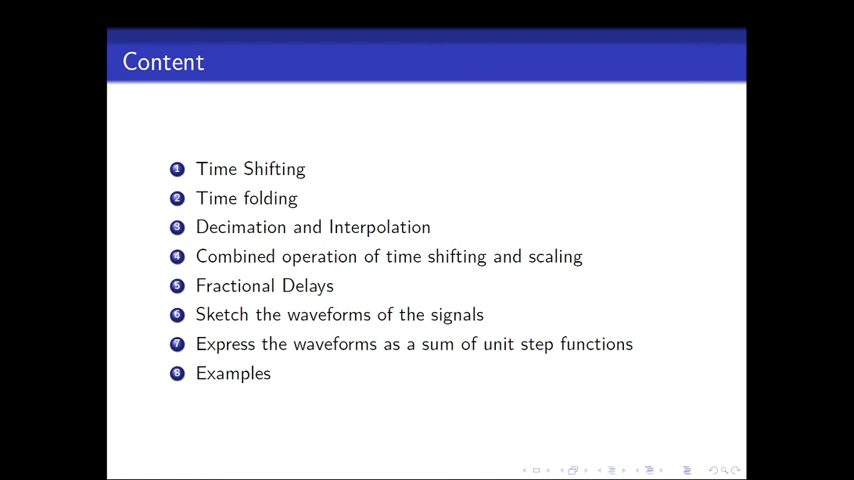 Content
1 Time Shifting
2 Time folding
3 Decimation and Interpolation
4 Combined operation of time shifting and scaling
5 Fractional Delays
6 Sketch the waveforms of the signals
7 Express the waveforms as a sum of unit step functions
8 Examples